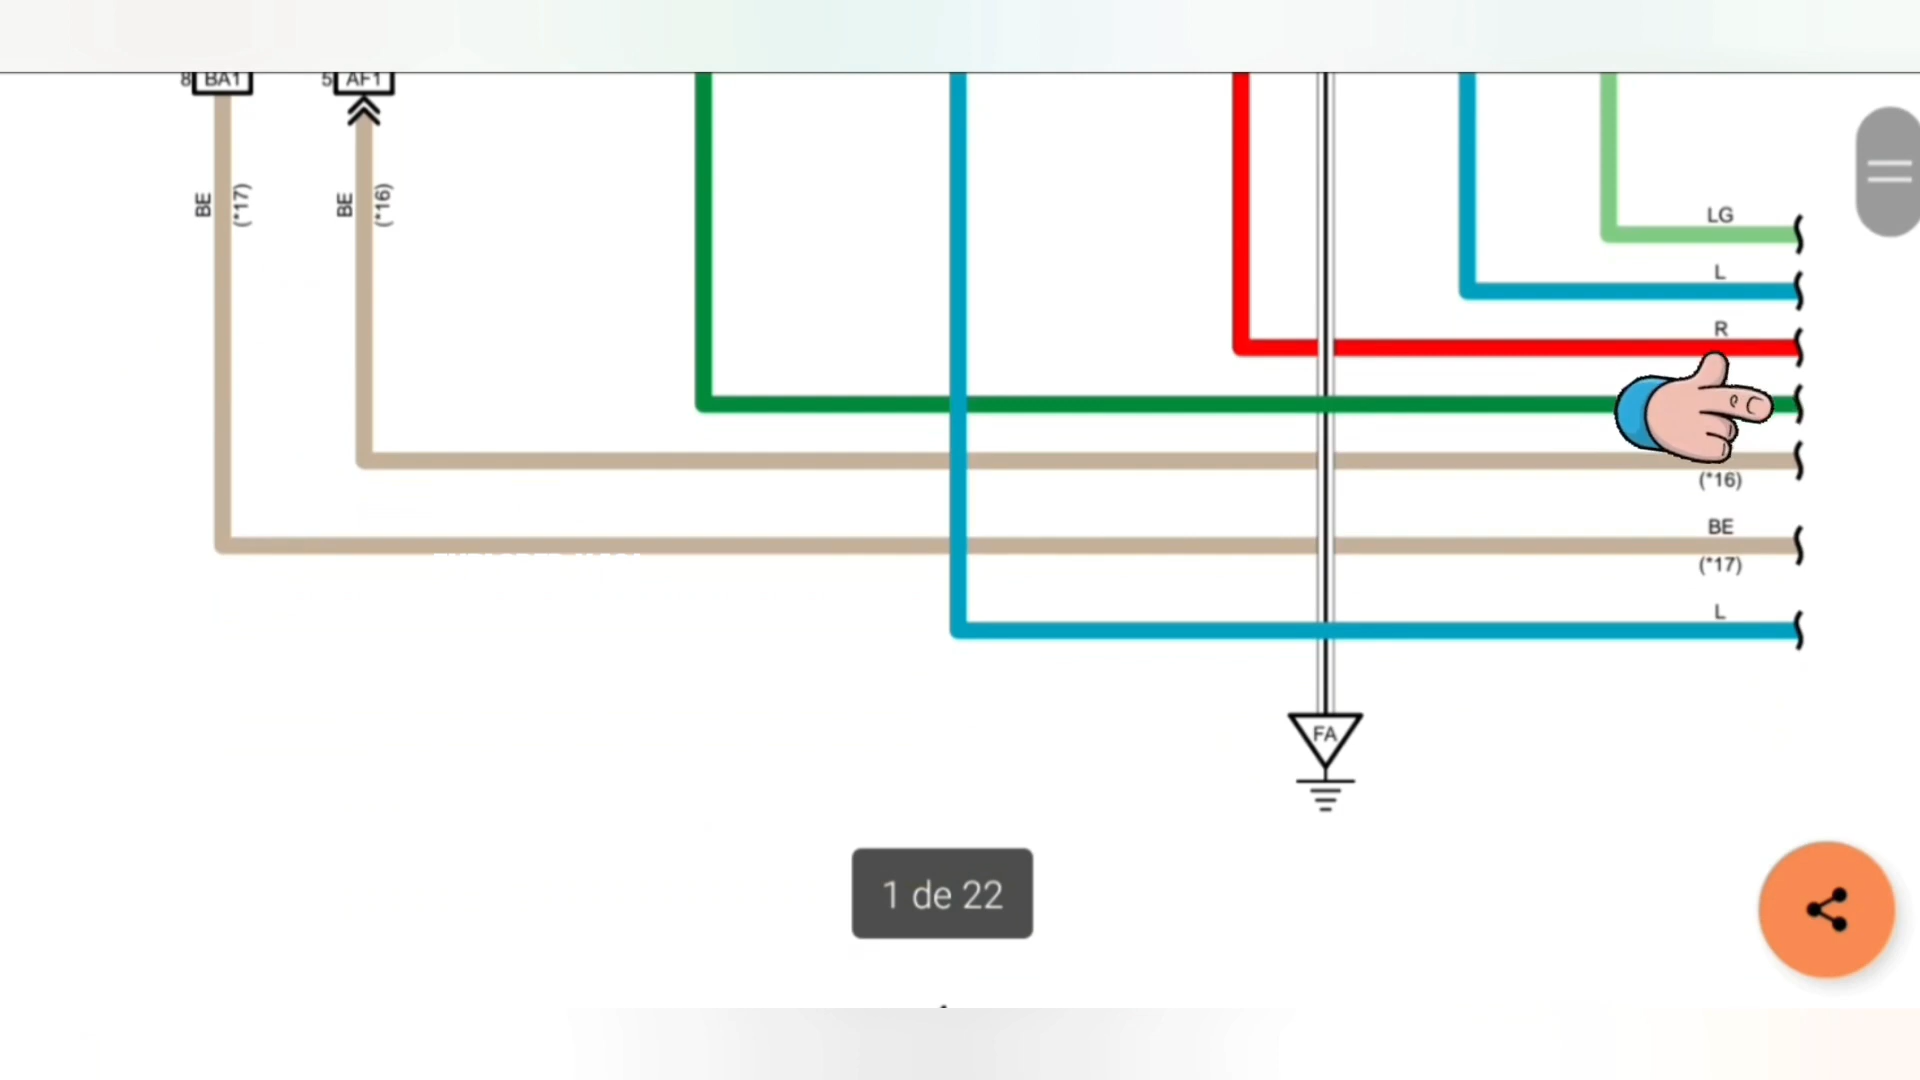 8 BA1
5 AF1
BE
(*17)
BE
(*16)
LG
L
R
(*16)
BE
(*17)
L
FA
1 de 22